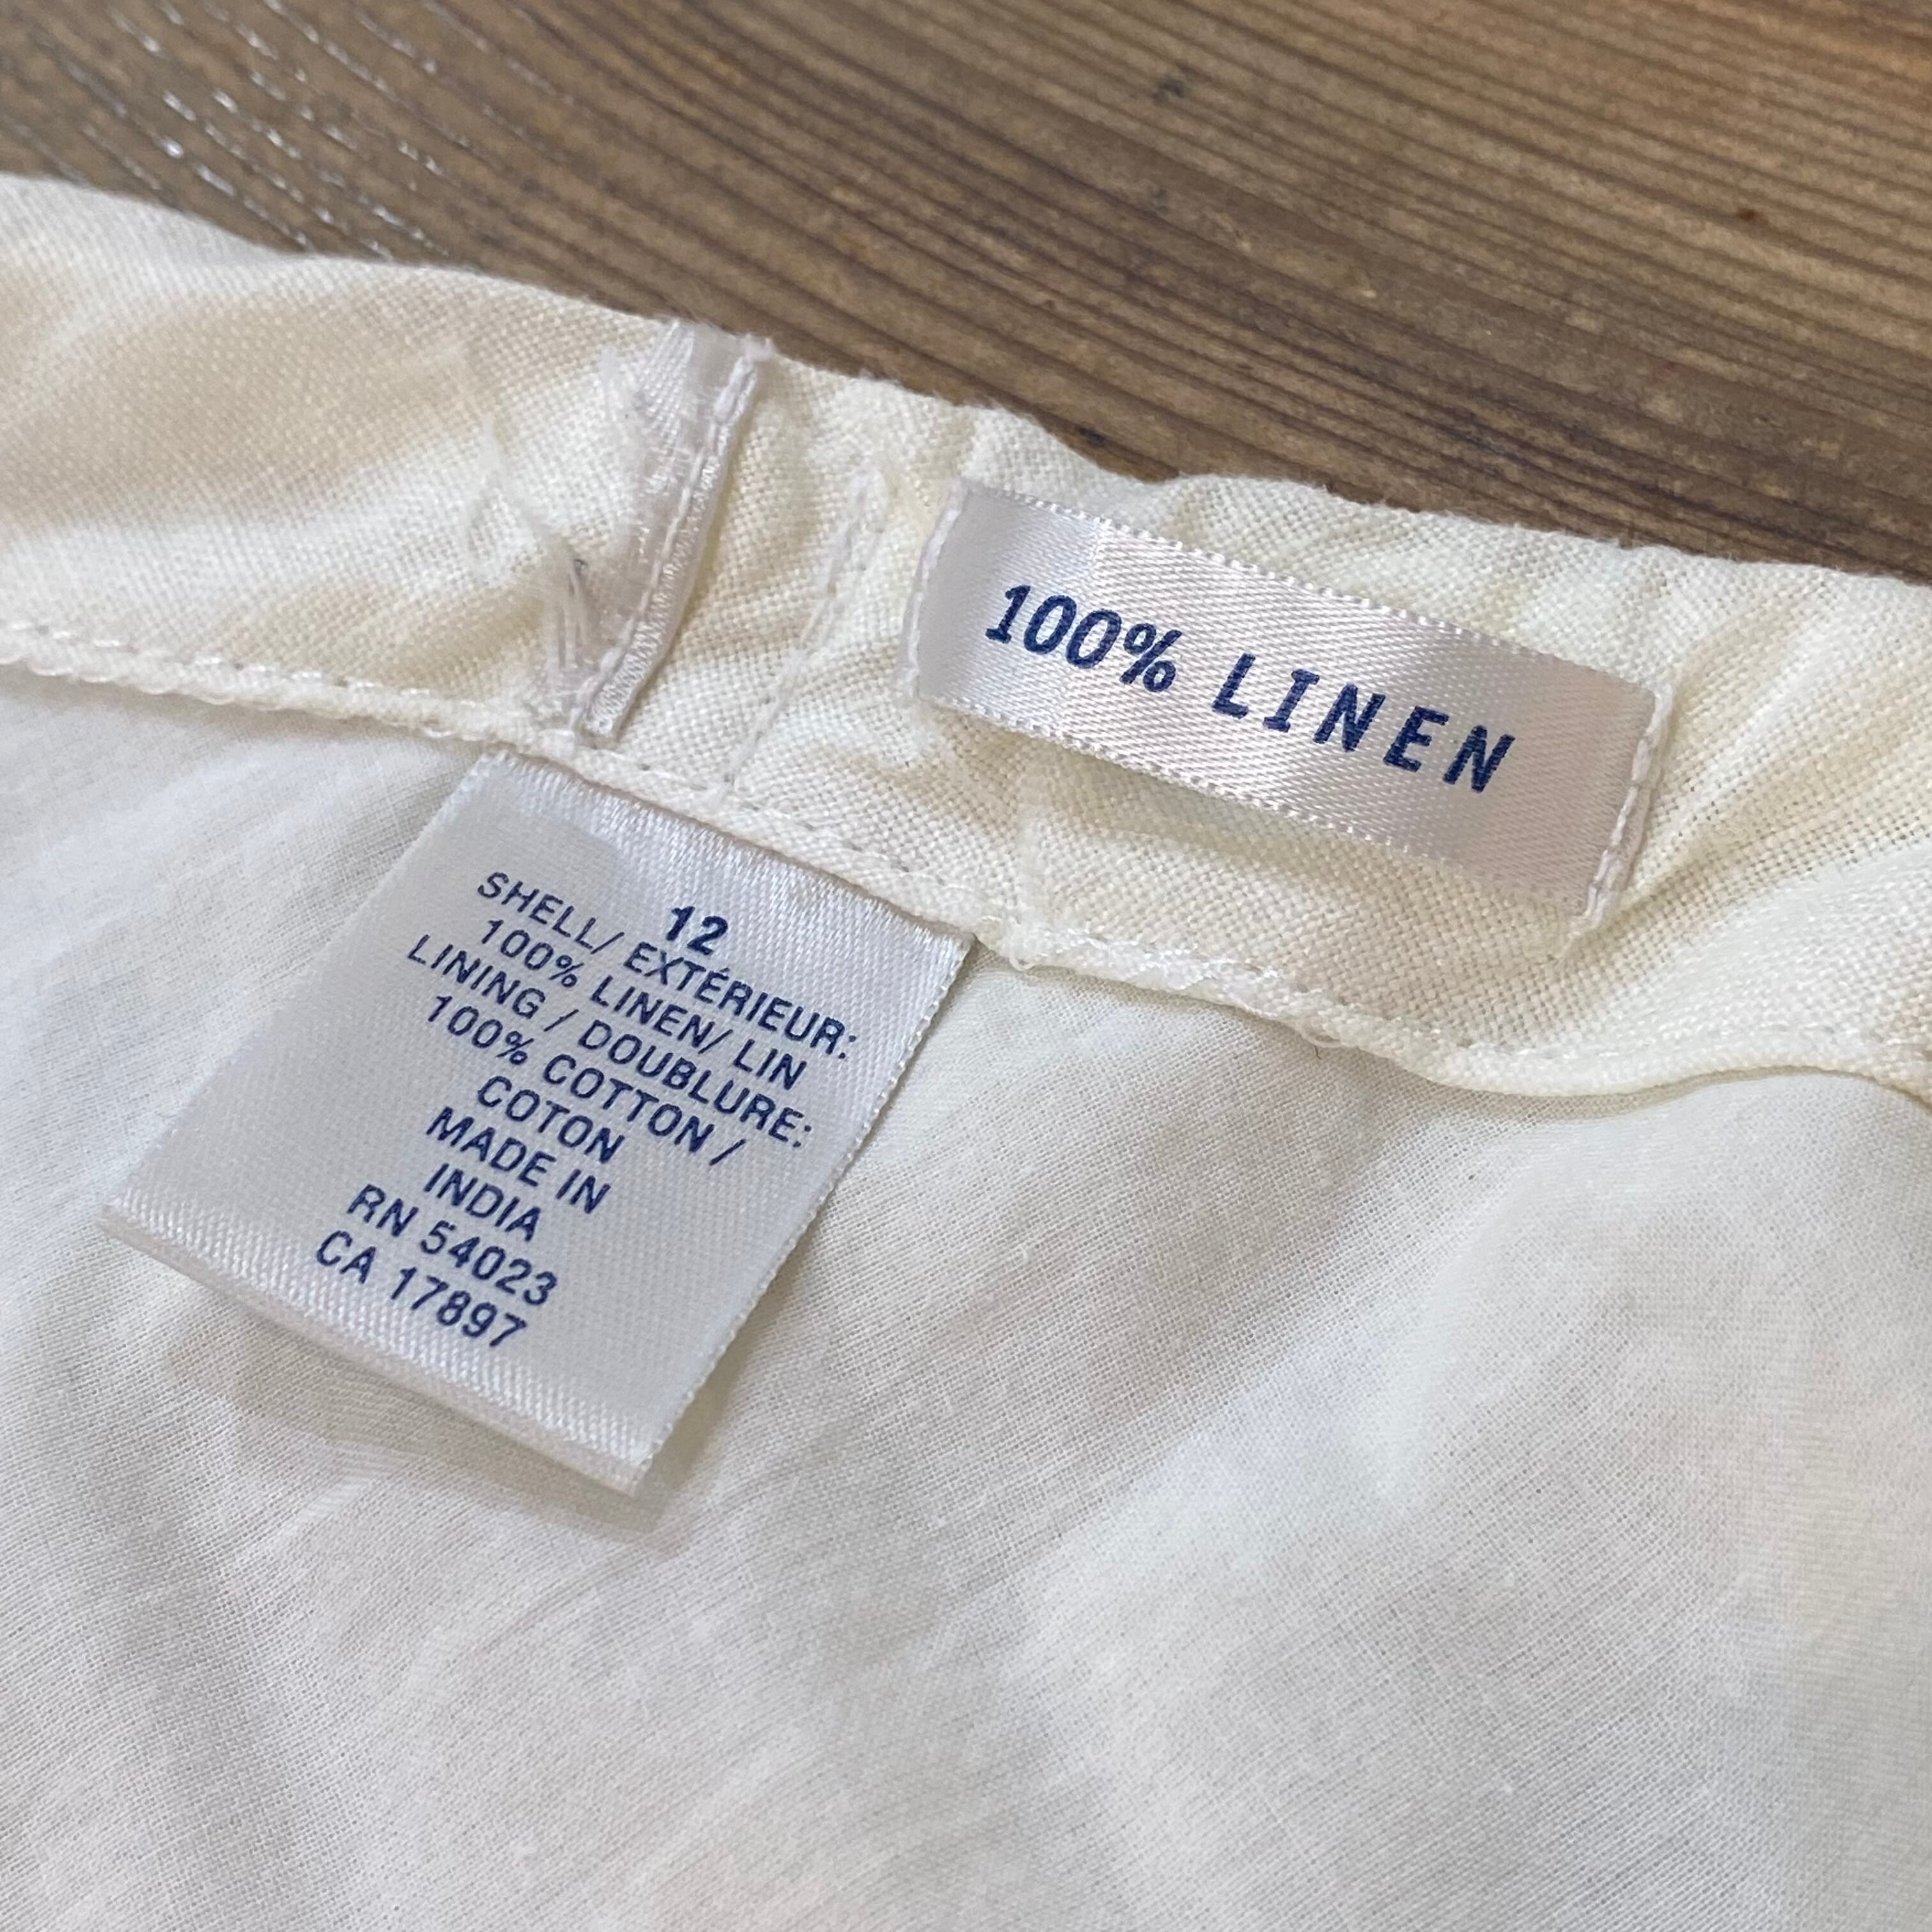 100% LINEN
12
SHELL/ EXTÉRIEUR:
100% LINEN/ LIN
LINING / DOUBLURE:
100% COTTON /
COTON
MADE IN
INDIA
RN 54023
CA 17897